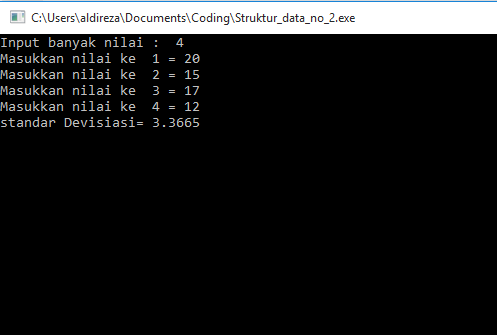 C:\Users\aldireza\Documents\Coding\Struktur_data_no_2.exe
Input banyak nilai :  4
Masukkan nilai ke  1 = 20
Masukkan nilai ke  2 = 15
Masukkan nilai ke  3 = 17
Masukkan nilai ke  4 = 12
standar Devisiasi= 3.3665